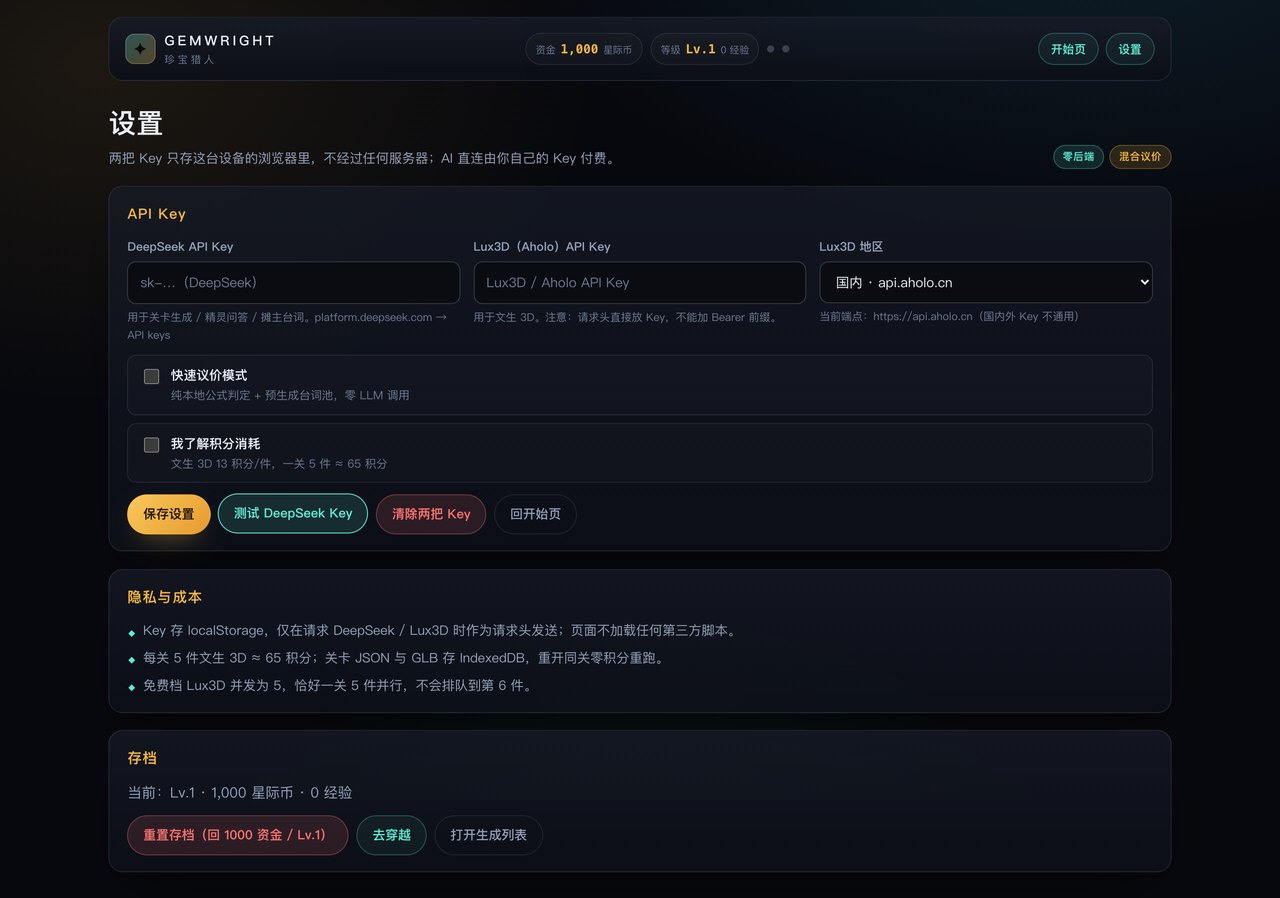 GEMWRIGHT
珍宝猎人
资金 1,000 星际币
等级 Lv.1 0 经验
开始页
设置
设置
两把 Key 只存这台设备的浏览器里，不经过任何服务器；AI 直连由你自己的 Key 付费。
零后端
混合议价
API Key
DeepSeek API Key
sk-...（DeepSeek）
用于关卡生成 / 精灵问答 / 摊主台词。platform.deepseek.com →
API keys
Lux3D（Aholo）API Key
Lux3D / Aholo API Key
用于文生 3D。注意：请求头直接放 Key，不能加 Bearer 前缀。
Lux3D 地区
国内 · api.aholo.cn
当前端点：https://api.aholo.cn（国内外 Key 不通用）
快速议价模式
纯本地公式判定 + 预生成台词池，零 LLM 调用
我了解积分消耗
文生 3D 13 积分/件，一关 5 件 ≈ 65 积分
保存设置
测试 DeepSeek Key
清除两把 Key
回开始页
隐私与成本
Key 存 localStorage，仅在请求 DeepSeek / Lux3D 时作为请求头发送；页面不加载任何第三方脚本。
每关 5 件文生 3D ≈ 65 积分；关卡 JSON 与 GLB 存 IndexedDB，重开同关零积分重跑。
免费档 Lux3D 并发为 5，恰好一关 5 件并行，不会排队到第 6 件。
存档
当前：Lv.1 · 1,000 星际币 · 0 经验
重置存档（回 1000 资金 / Lv.1）
去穿越
打开生成列表